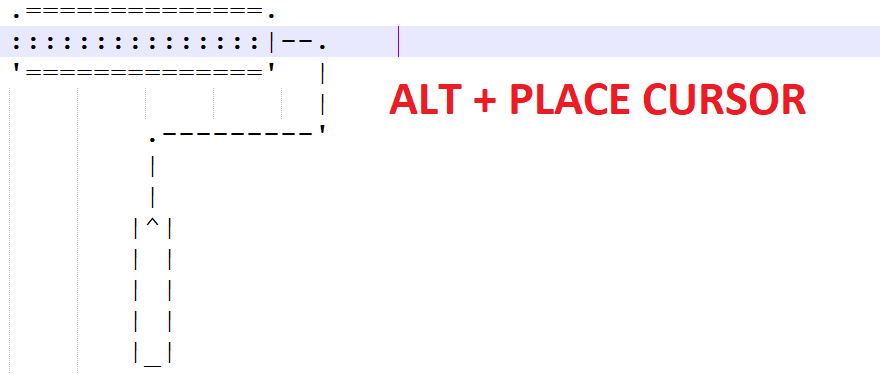 ALT + PLACE CURSOR